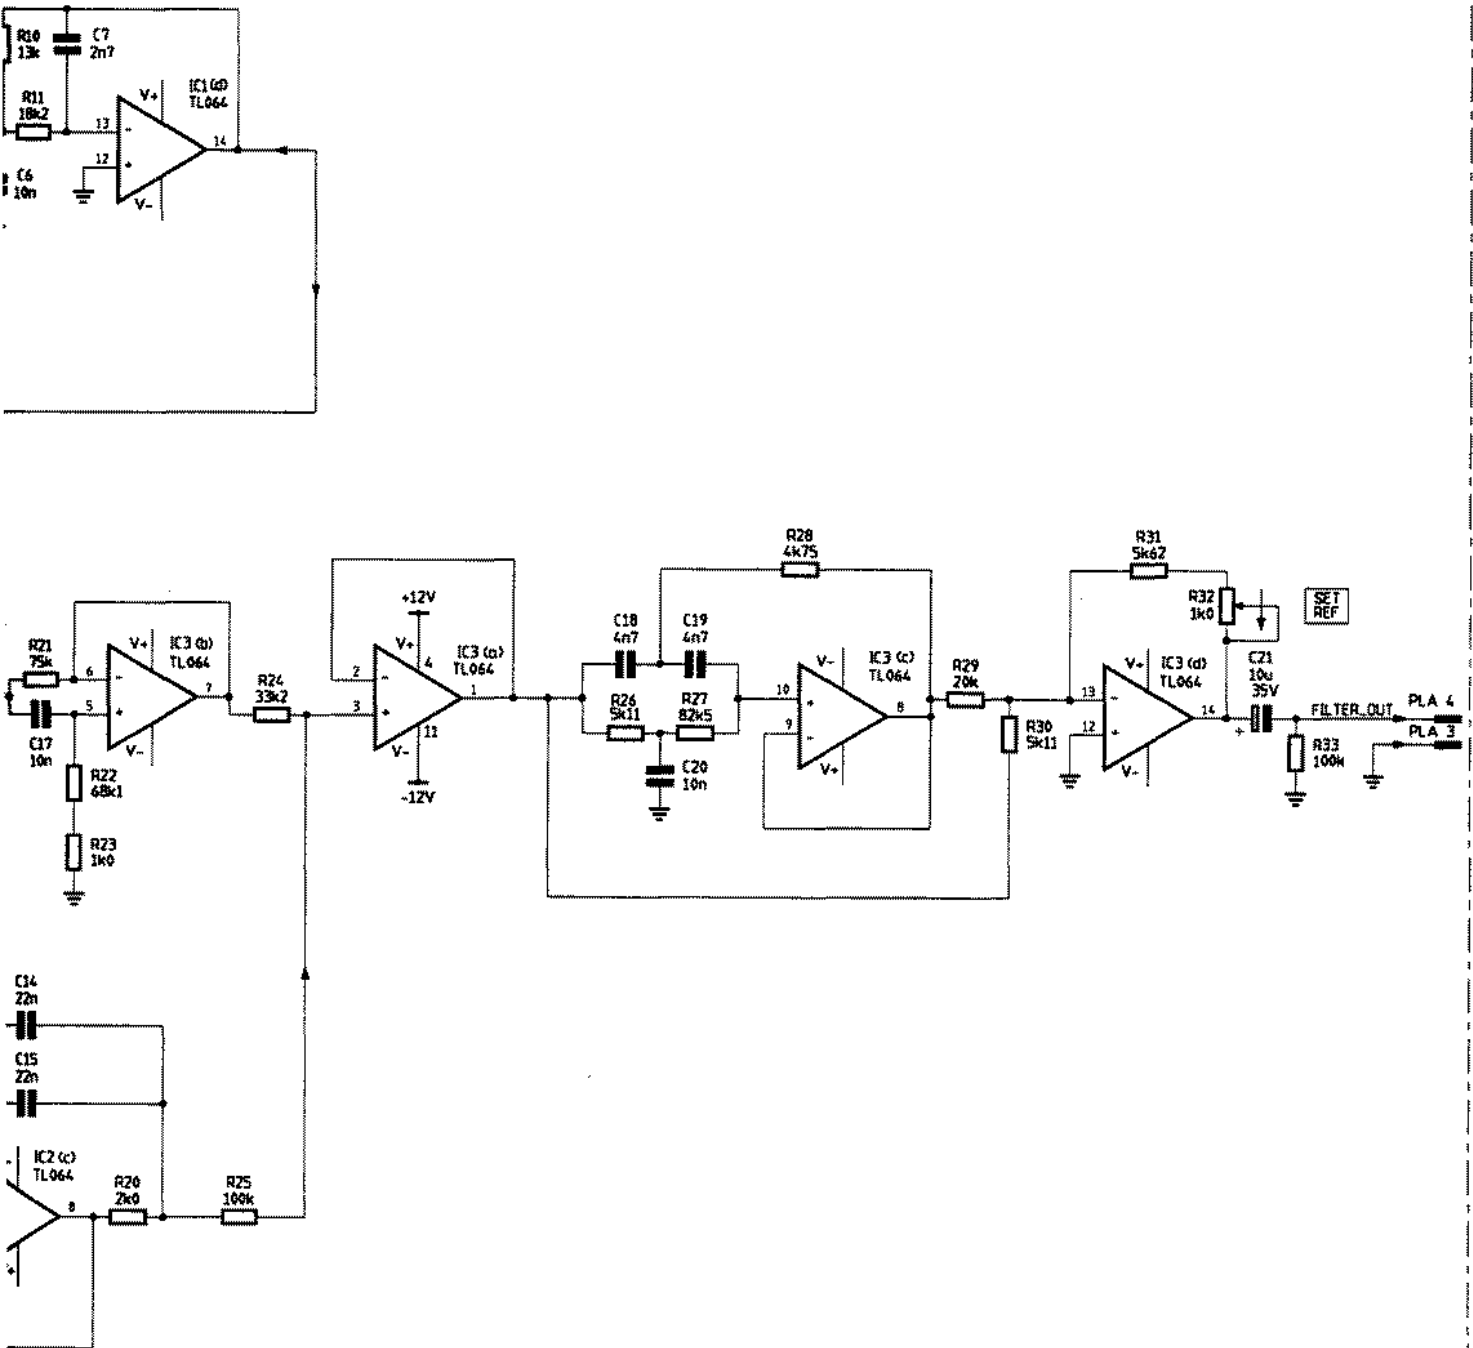 R10
13k
C7
2n7
IC1 (d)
TL064
V+
R11
18k2
13
-
14
12
+
C6
10n
V-
R28
4k75
R31
5k62
+12V
R32
1k0
SET
REF
C18
4n7
C19
4n7
R21
75k
V+
IC3 (b)
TL064
V+
4
IC3 (a)
TL064
V-
IC3 (c)
TL064
V+
IC3 (d)
TL064
C21
10u
35V
6
-
7
R24
33k2
2
-
1
R26
5k11
R27
82k5
10
+
R29
20k
13
-
5
+
3
+
9
-
8
14
12
+
+
FILTER_OUT
PLA 4
PLA 3
C17
10n
V-
V-
11
R30
5k11
R33
100k
R22
68k1
-12V
C20
10n
V+
V-
R23
1k0
C14
22n
C15
22n
-
IC2 (c)
TL064
8
R20
2k0
R25
100k
+